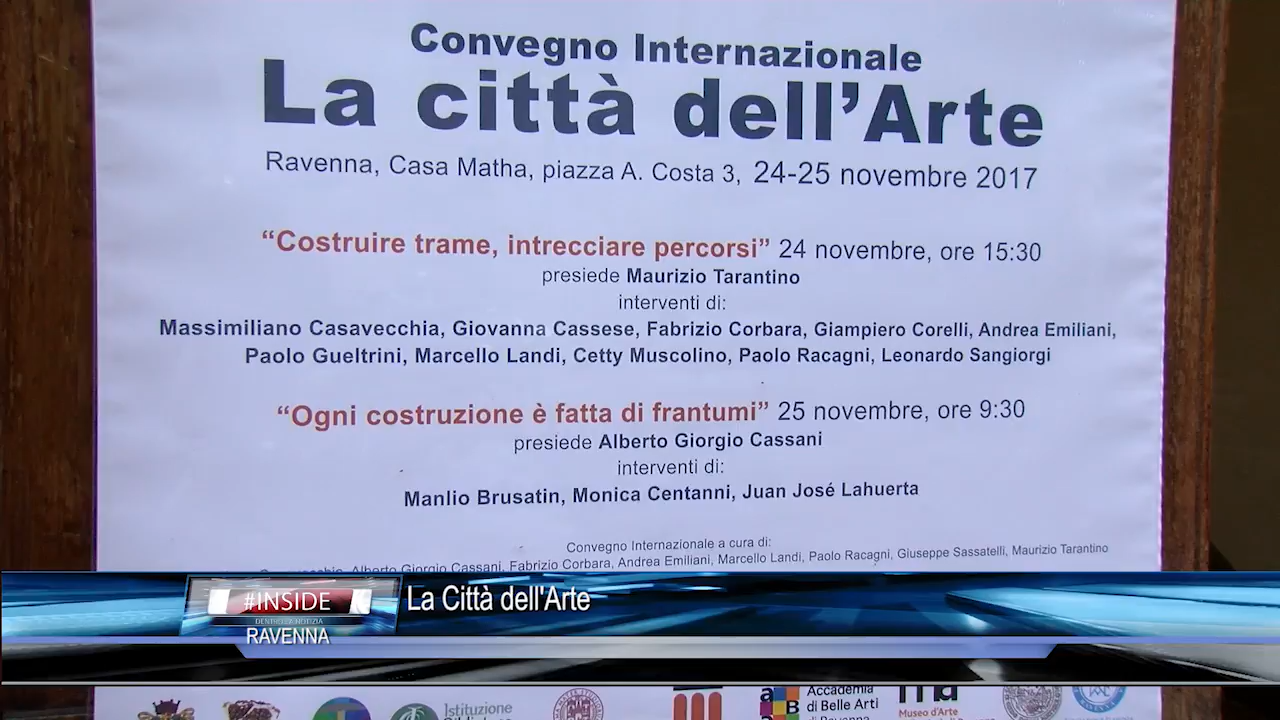 Convegno Internazionale
La città dell'Arte
Ravenna, Casa Matha, piazza A. Costa 3, 24-25 novembre 2017
“Costruire trame, intrecciare percorsi” 24 novembre, ore 15:30
presiede Maurizio Tarantino
interventi di:
Massimiliano Casavecchia, Giovanna Cassese, Fabrizio Corbara, Giampiero Corelli, Andrea Emiliani,
Paolo Gueltrini, Marcello Landi, Cetty Muscolino, Paolo Racagni, Leonardo Sangiorgi
“Ogni costruzione è fatta di frantumi” 25 novembre, ore 9:30
presiede Alberto Giorgio Cassani
interventi di:
Manlio Brusatin, Monica Centanni, Juan José Lahuerta
Convegno Internazionale a cura di:
Alberto Giorgio Cassani, Fabrizio Corbara, Andrea Emiliani, Marcello Landi, Paolo Racagni, Giuseppe Sassatelli, Maurizio Tarantino
#INSIDE
DENTRO LA NOTIZIA
RAVENNA
La Città dell'Arte
Istituzione
Accademia
di Belle Arti
Museo d'Arte